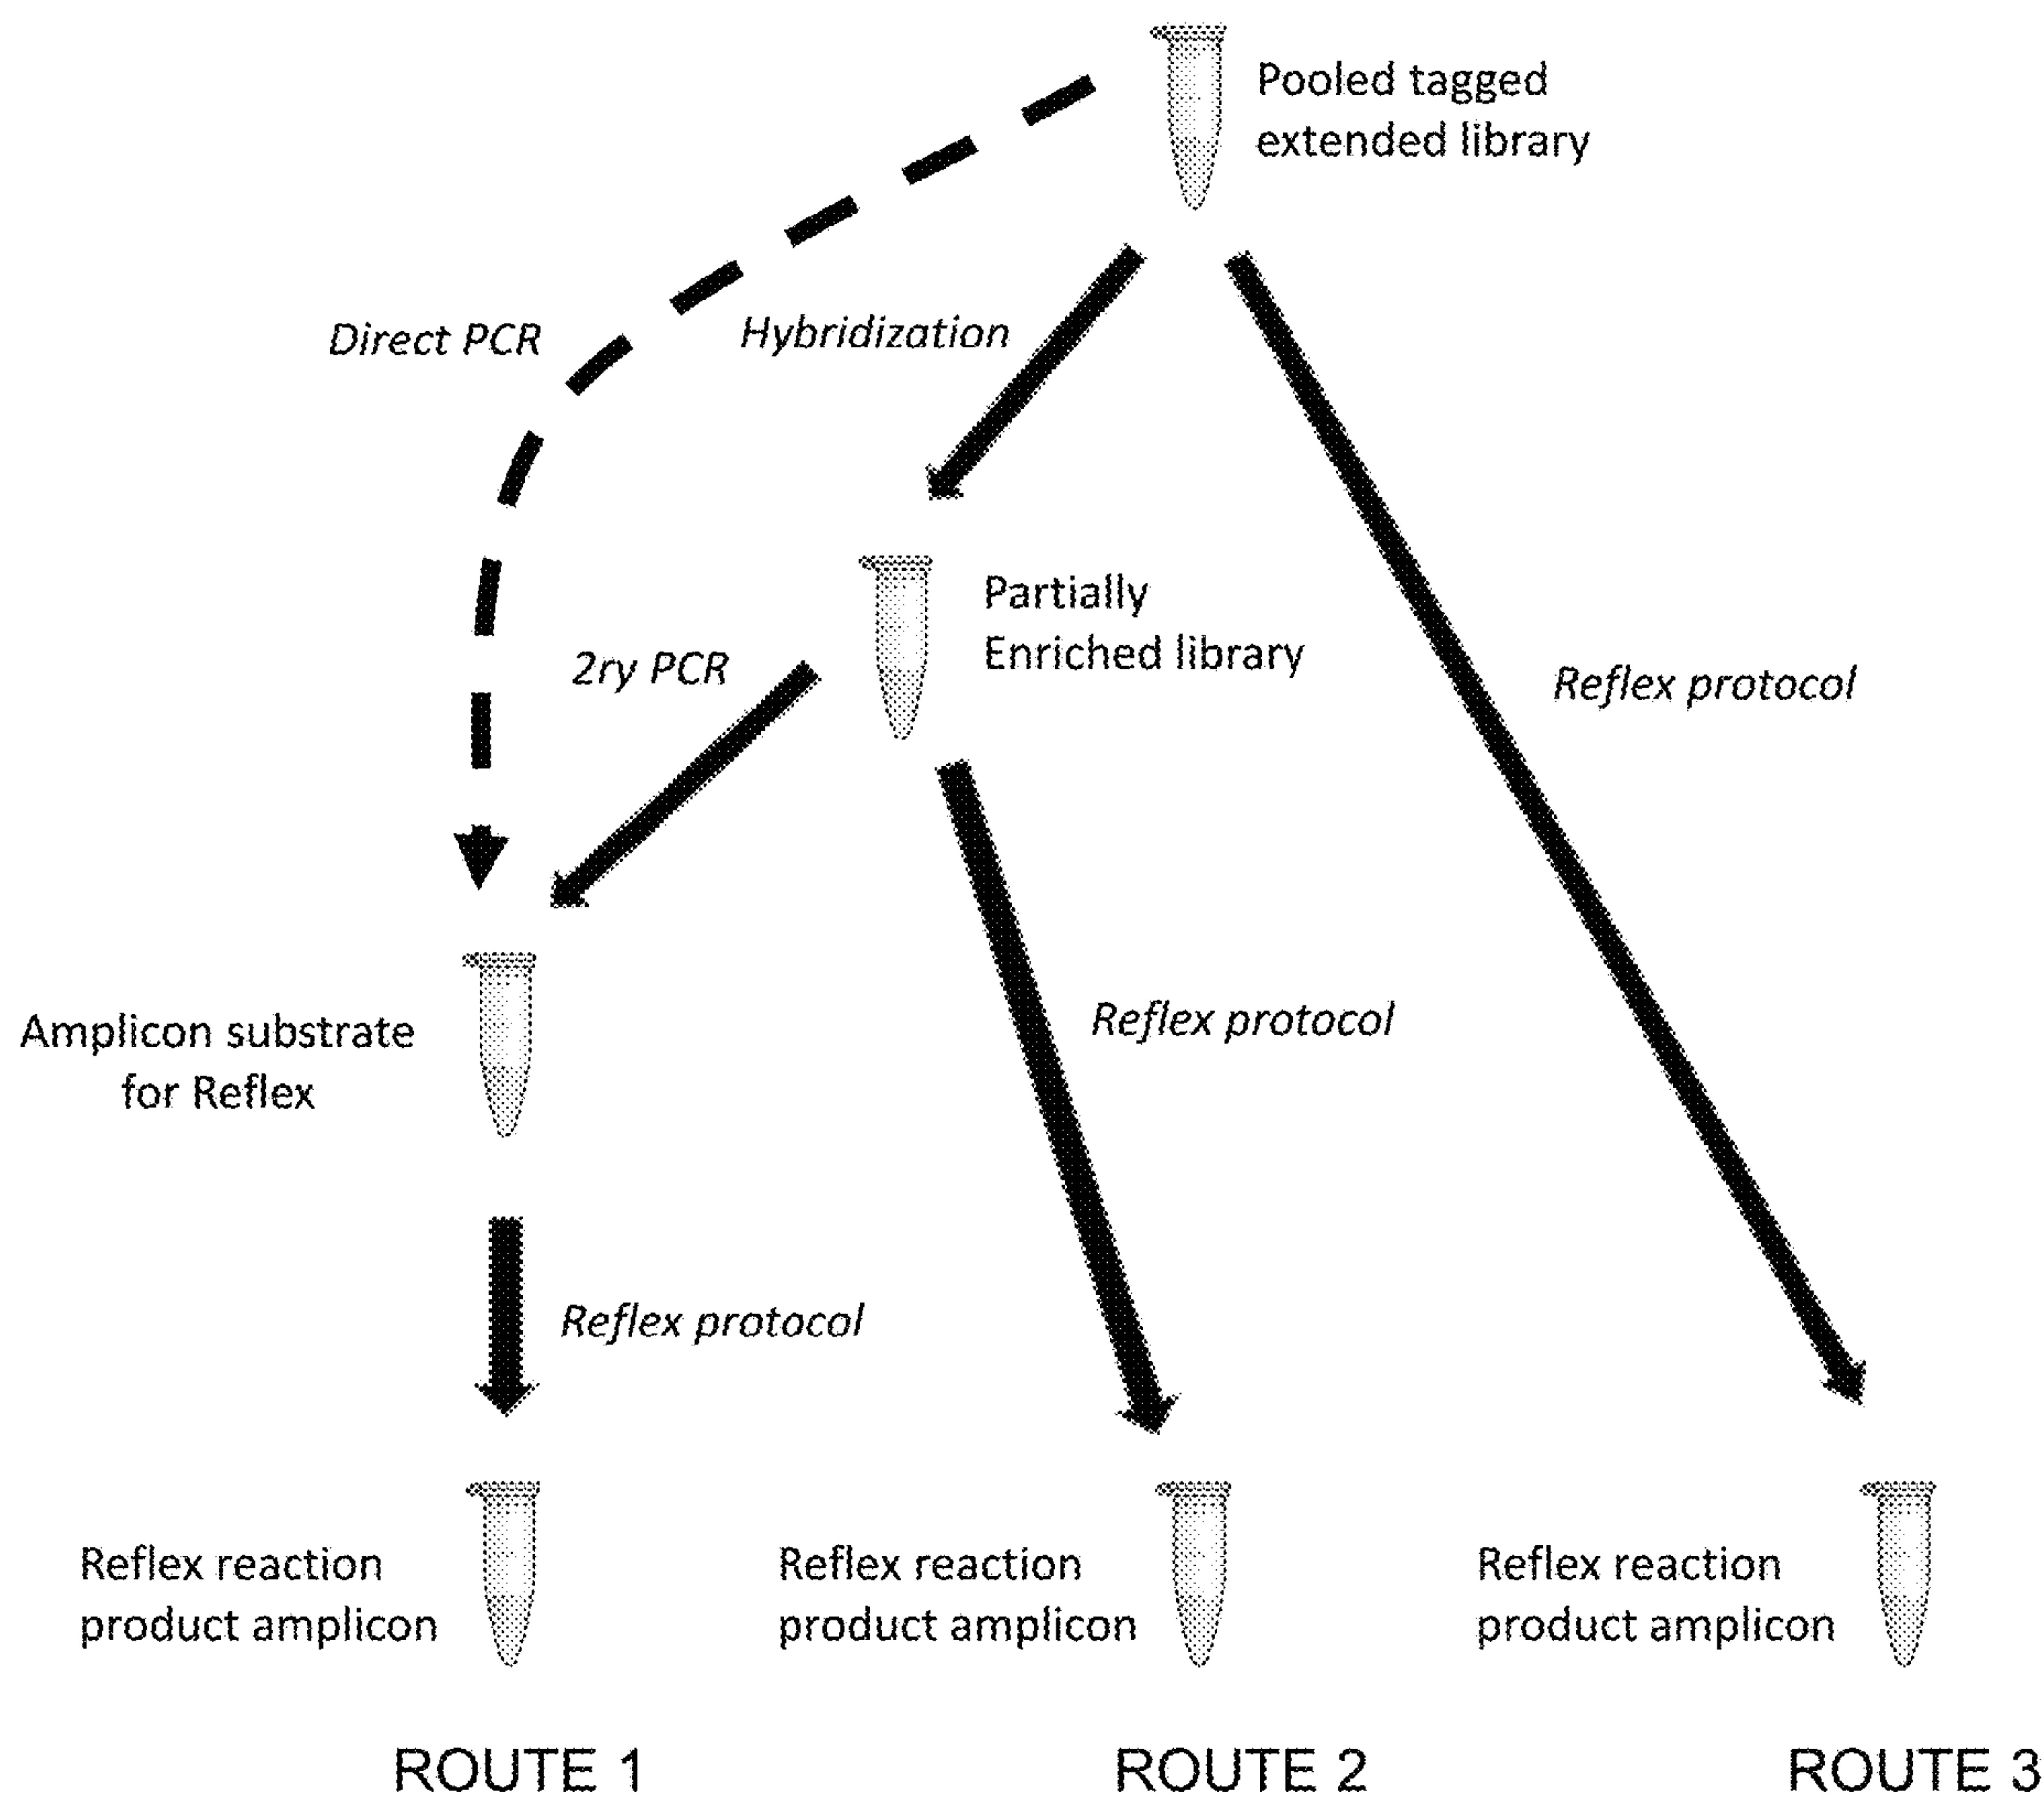 Pooled tagged
extended library
Direct PCR
Hybridization
Partially
Enriched library
2ry PCR
Reflex protocol
Amplicon substrate
for Reflex
Reflex protocol
Reflex protocol
Reflex reaction
product amplicon
Reflex reaction
product amplicon
Reflex reaction
product amplicon
ROUTE 1
ROUTE 2
ROUTE 3